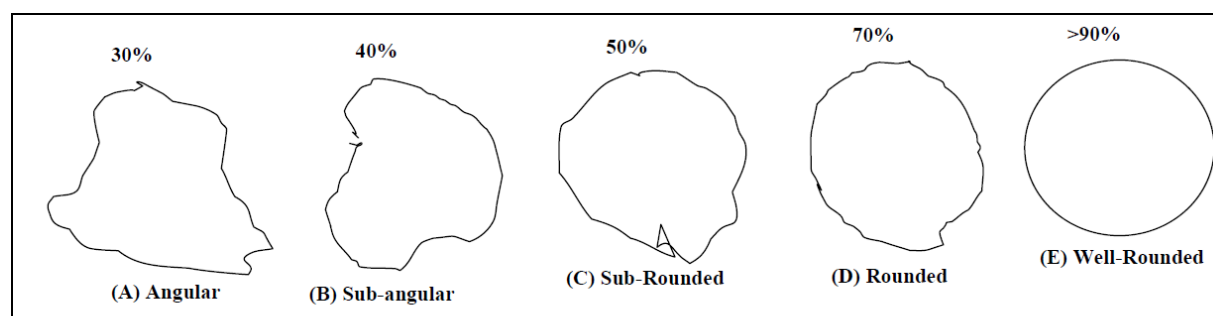 30%
40%
50%
70%
>90%
(A) Angular
(B) Sub-angular
(C) Sub-Rounded
(D) Rounded
(E) Well-Rounded